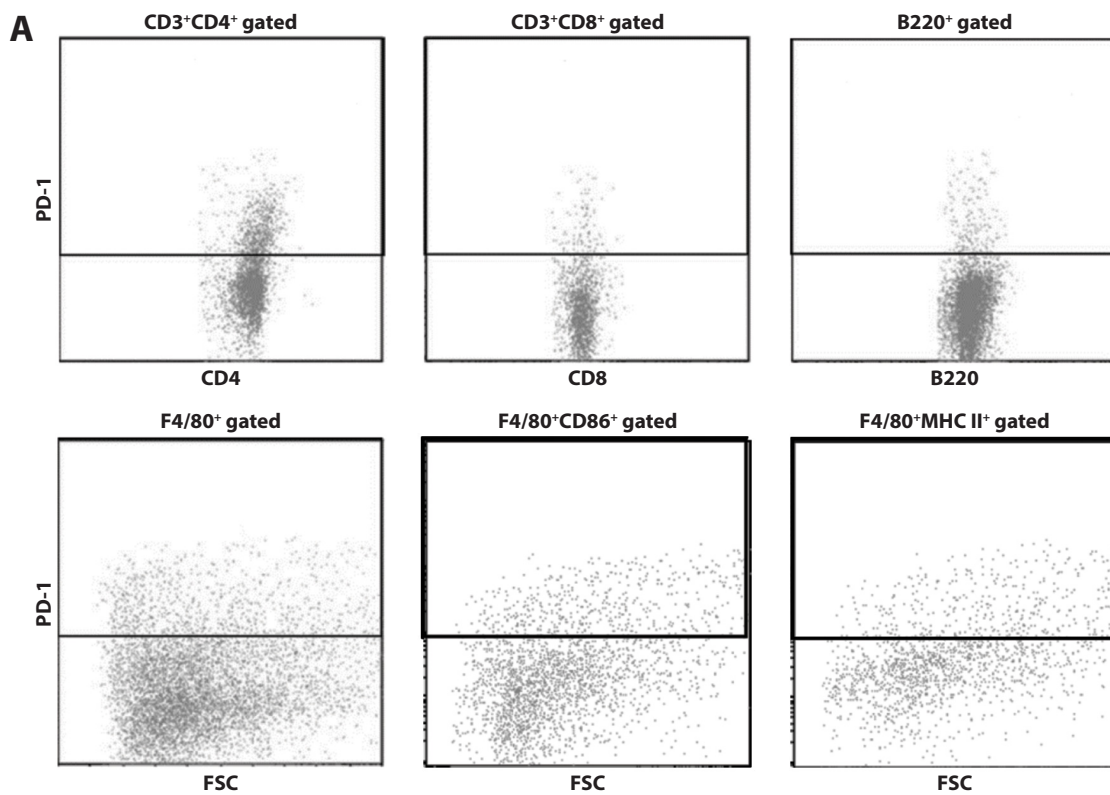 A
CD3⁺CD4⁺ gated
CD3⁺CD8⁺ gated
B220⁺ gated
PD-1
CD4
CD8
B220
F4/80⁺ gated
F4/80⁺CD86⁺ gated
F4/80⁺MHC II⁺ gated
PD-1
FSC
FSC
FSC